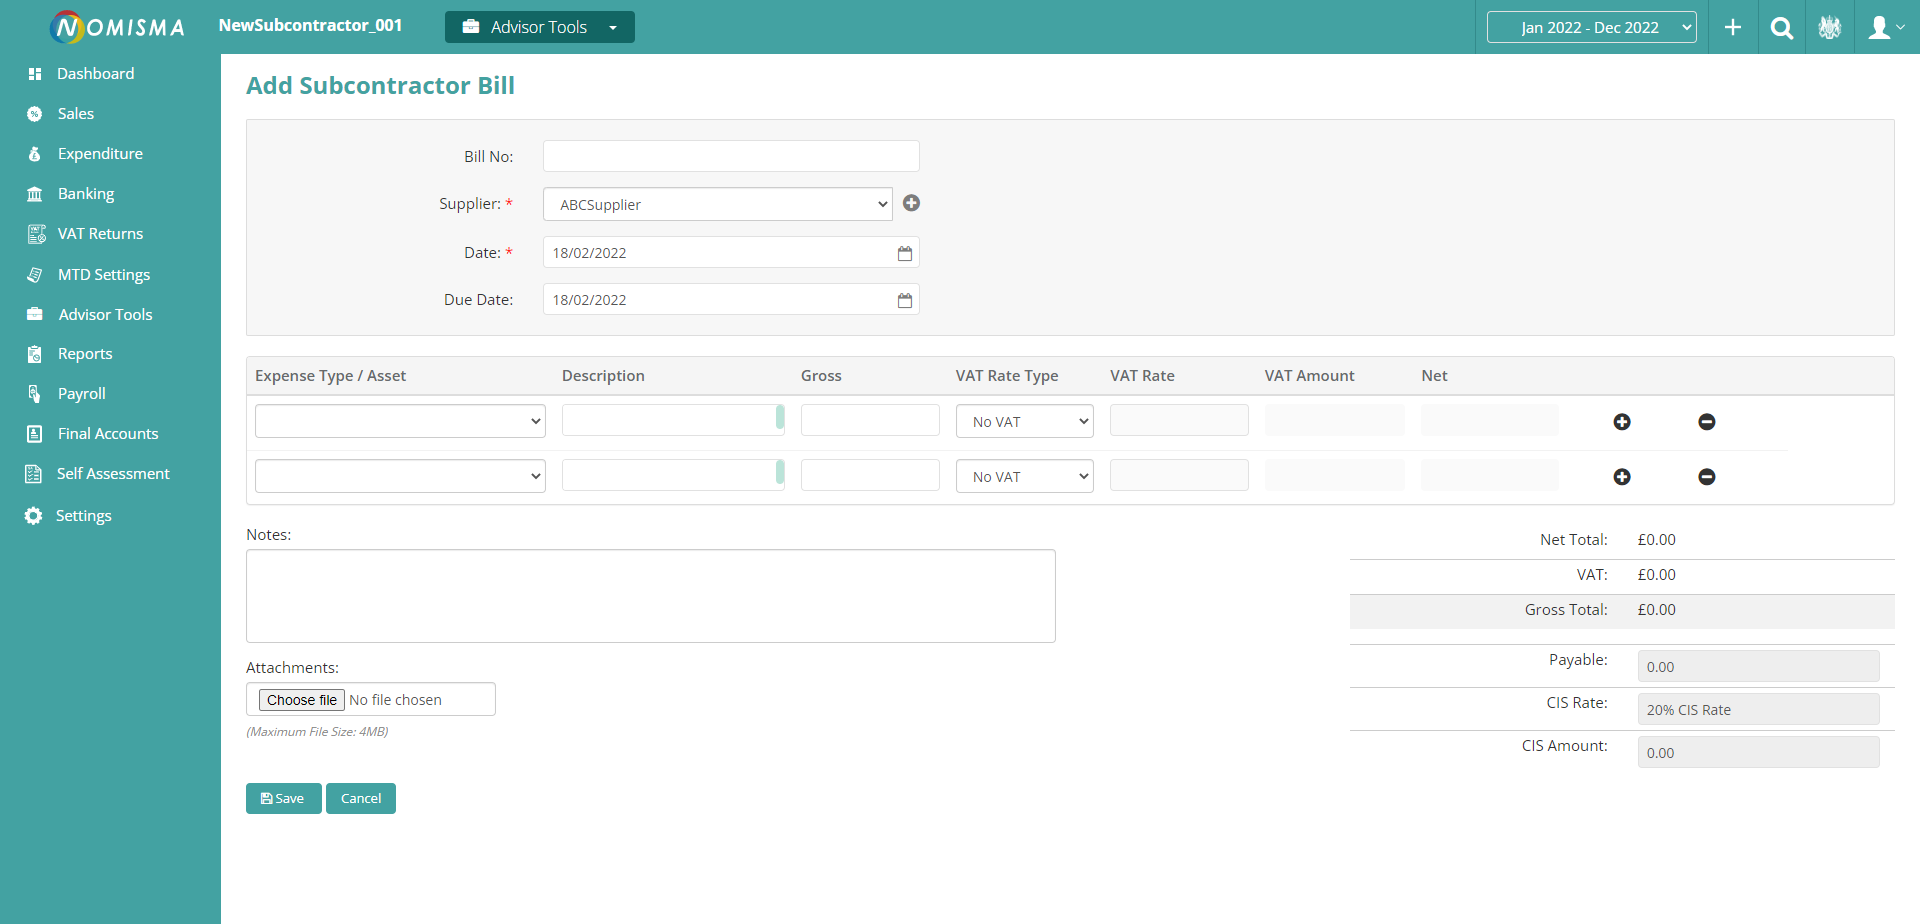 NOMISMA
NewSubcontractor_001
Advisor Tools
Jan 2022 - Dec 2022
Dashboard
Sales
Expenditure
Banking
VAT Returns
MTD Settings
Advisor Tools
Reports
Payroll
Final Accounts
Self Assessment
Settings
Add Subcontractor Bill
Bill No:
Supplier: * ABCSupplier
Date: * 18/02/2022
Due Date: 18/02/2022
Expense Type / Asset Description Gross VAT Rate Type VAT Rate VAT Amount Net
No VAT
No VAT
Notes:
Attachments:
Choose file No file chosen
(Maximum File Size: 4MB)
Save Cancel
Net Total: £0.00
VAT: £0.00
Gross Total: £0.00
Payable: 0.00
CIS Rate: 20% CIS Rate
CIS Amount: 0.00